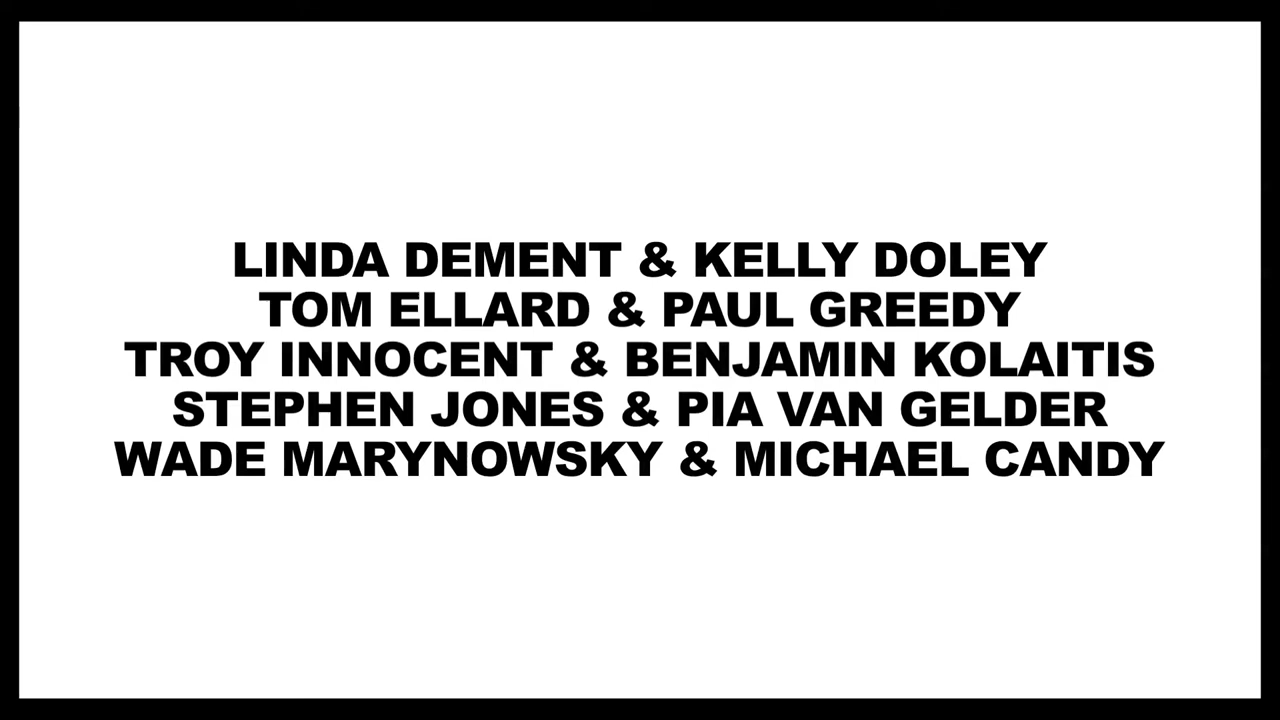 LINDA DEMENT & KELLY DOLEY
TOM ELLARD & PAUL GREEDY
TROY INNOCENT & BENJAMIN KOLAITIS
STEPHEN JONES & PIA VAN GELDER
WADE MARYNOWSKY & MICHAEL CANDY